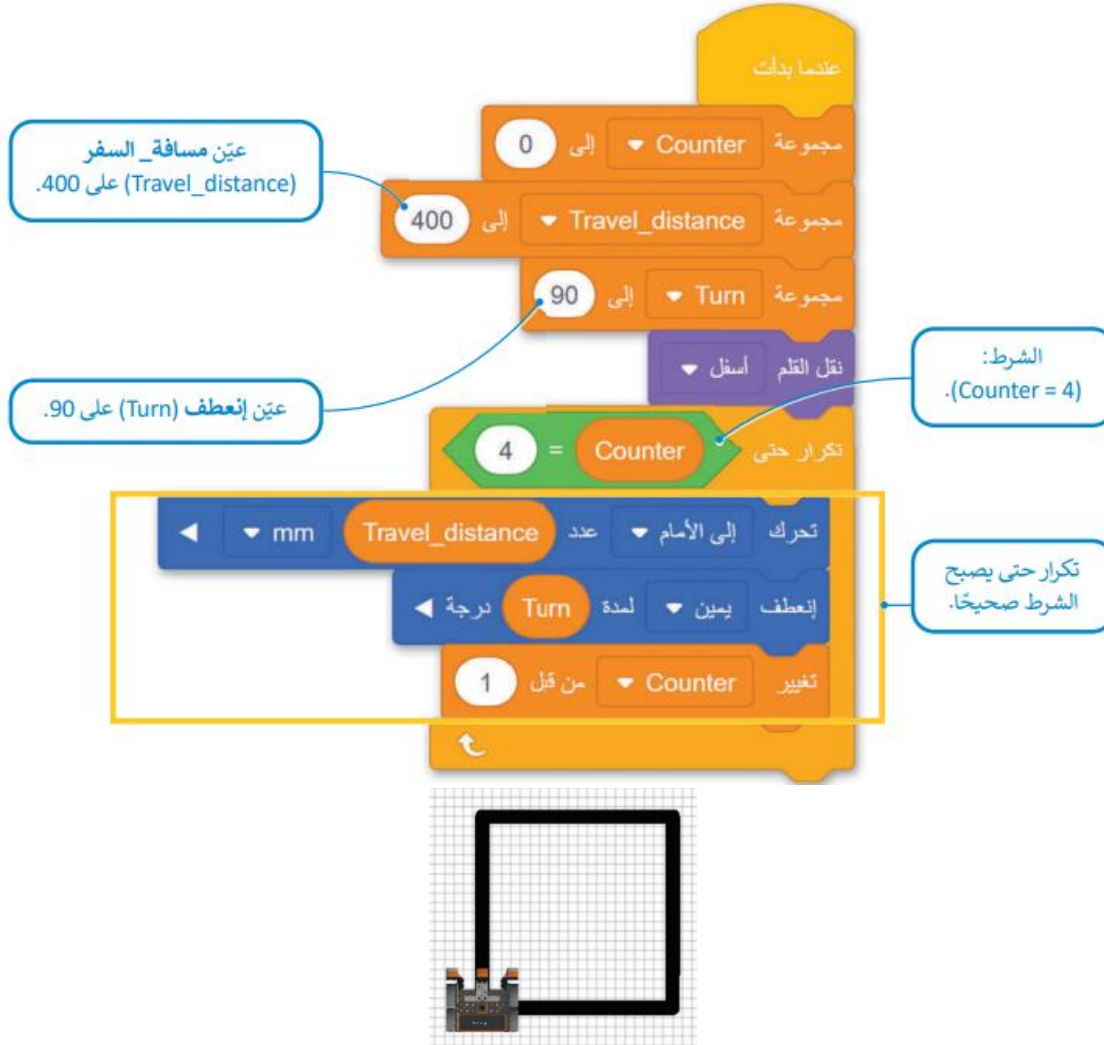 عندما بدأت
مجموعة Counter إلى 0
عيّن مسافة_ السفر
(Travel_distance) على 400.
مجموعة Travel_distance إلى 400
مجموعة Turn إلى 90
نقل القلم أسفل
الشرط:
(Counter = 4).
عيّن إنعطف (Turn) على 90.
تكرار حتى Counter = 4
تحرك إلى الأمام عدد Travel_distance mm
إنعطف يمين لمدة Turn درجة
تكرار حتى يصبح
الشرط صحيحًا.
تغيير Counter من قبل 1